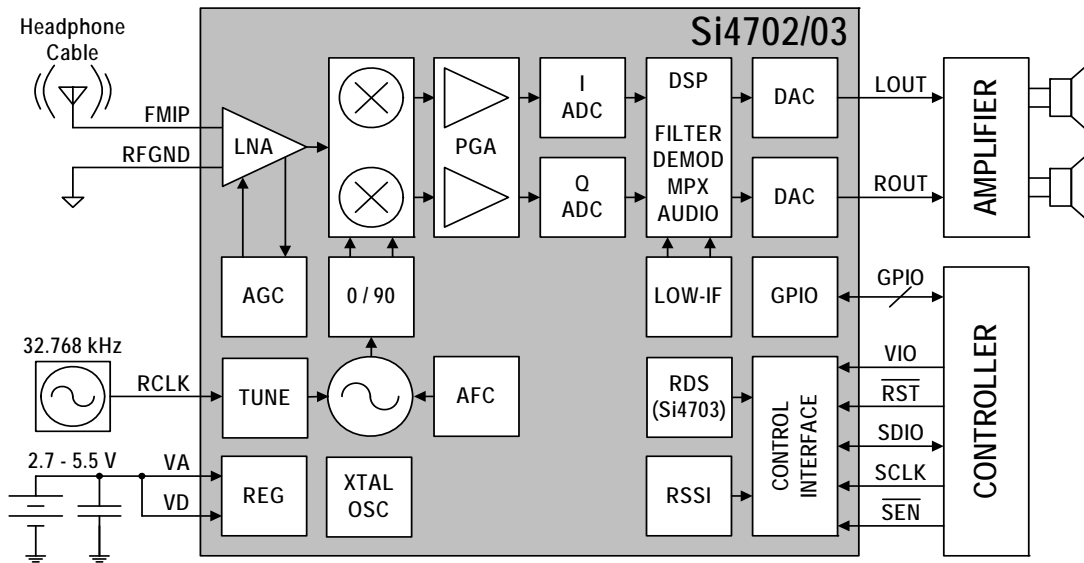 Si4702/03
Headphone
Cable
FMIP
RFGND
LNA
PGA
I
ADC
Q
ADC
DSP
FILTER
DEMOD
MPX
AUDIO
DAC
DAC
LOUT
ROUT
AMPLIFIER
AGC
0 / 90
LOW-IF
GPIO
GPIO
32.768 kHz
RCLK
TUNE
AFC
RDS
(Si4703)
CONTROL
INTERFACE
VIO
RST
SDIO
SCLK
SEN
CONTROLLER
2.7 - 5.5 V
VA
VD
REG
XTAL
OSC
RSSI